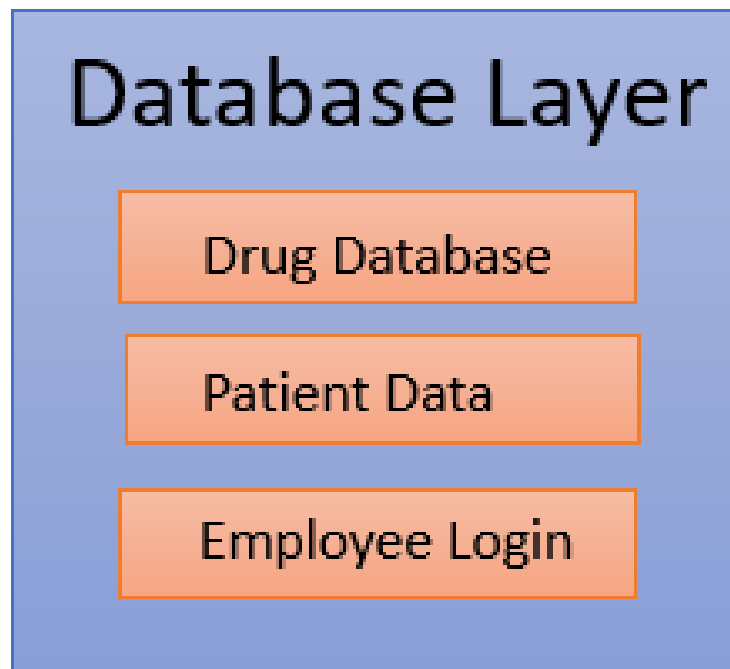 Database Layer
Drug Database
Patient Data
Employee Login